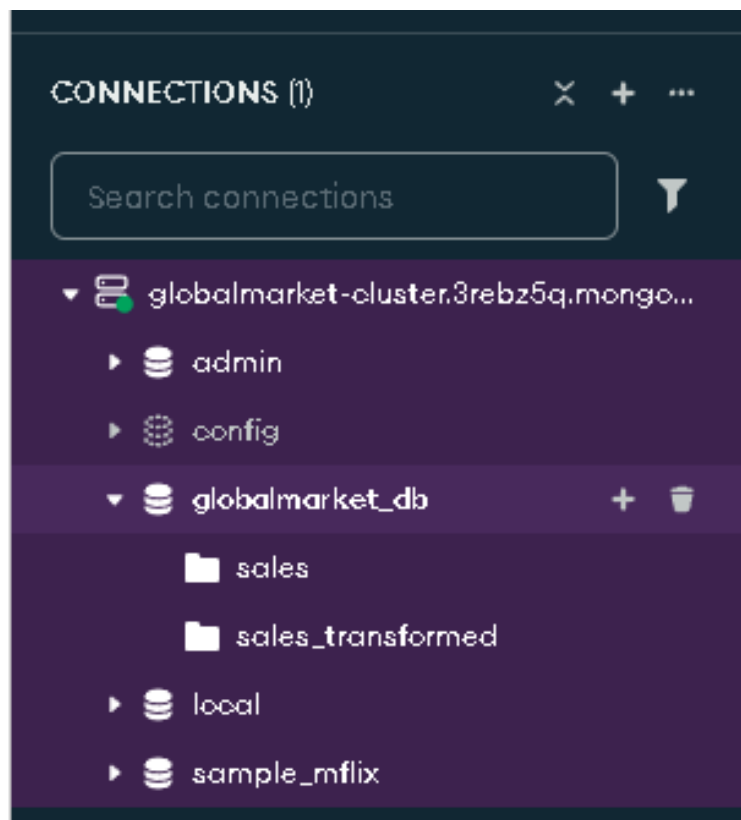 CONNECTIONS (1)
Search connections
globalmarket-cluster.3rebz5q.mongo...
admin
config
globalmarket_db
sales
sales_transformed
local
sample_mflix